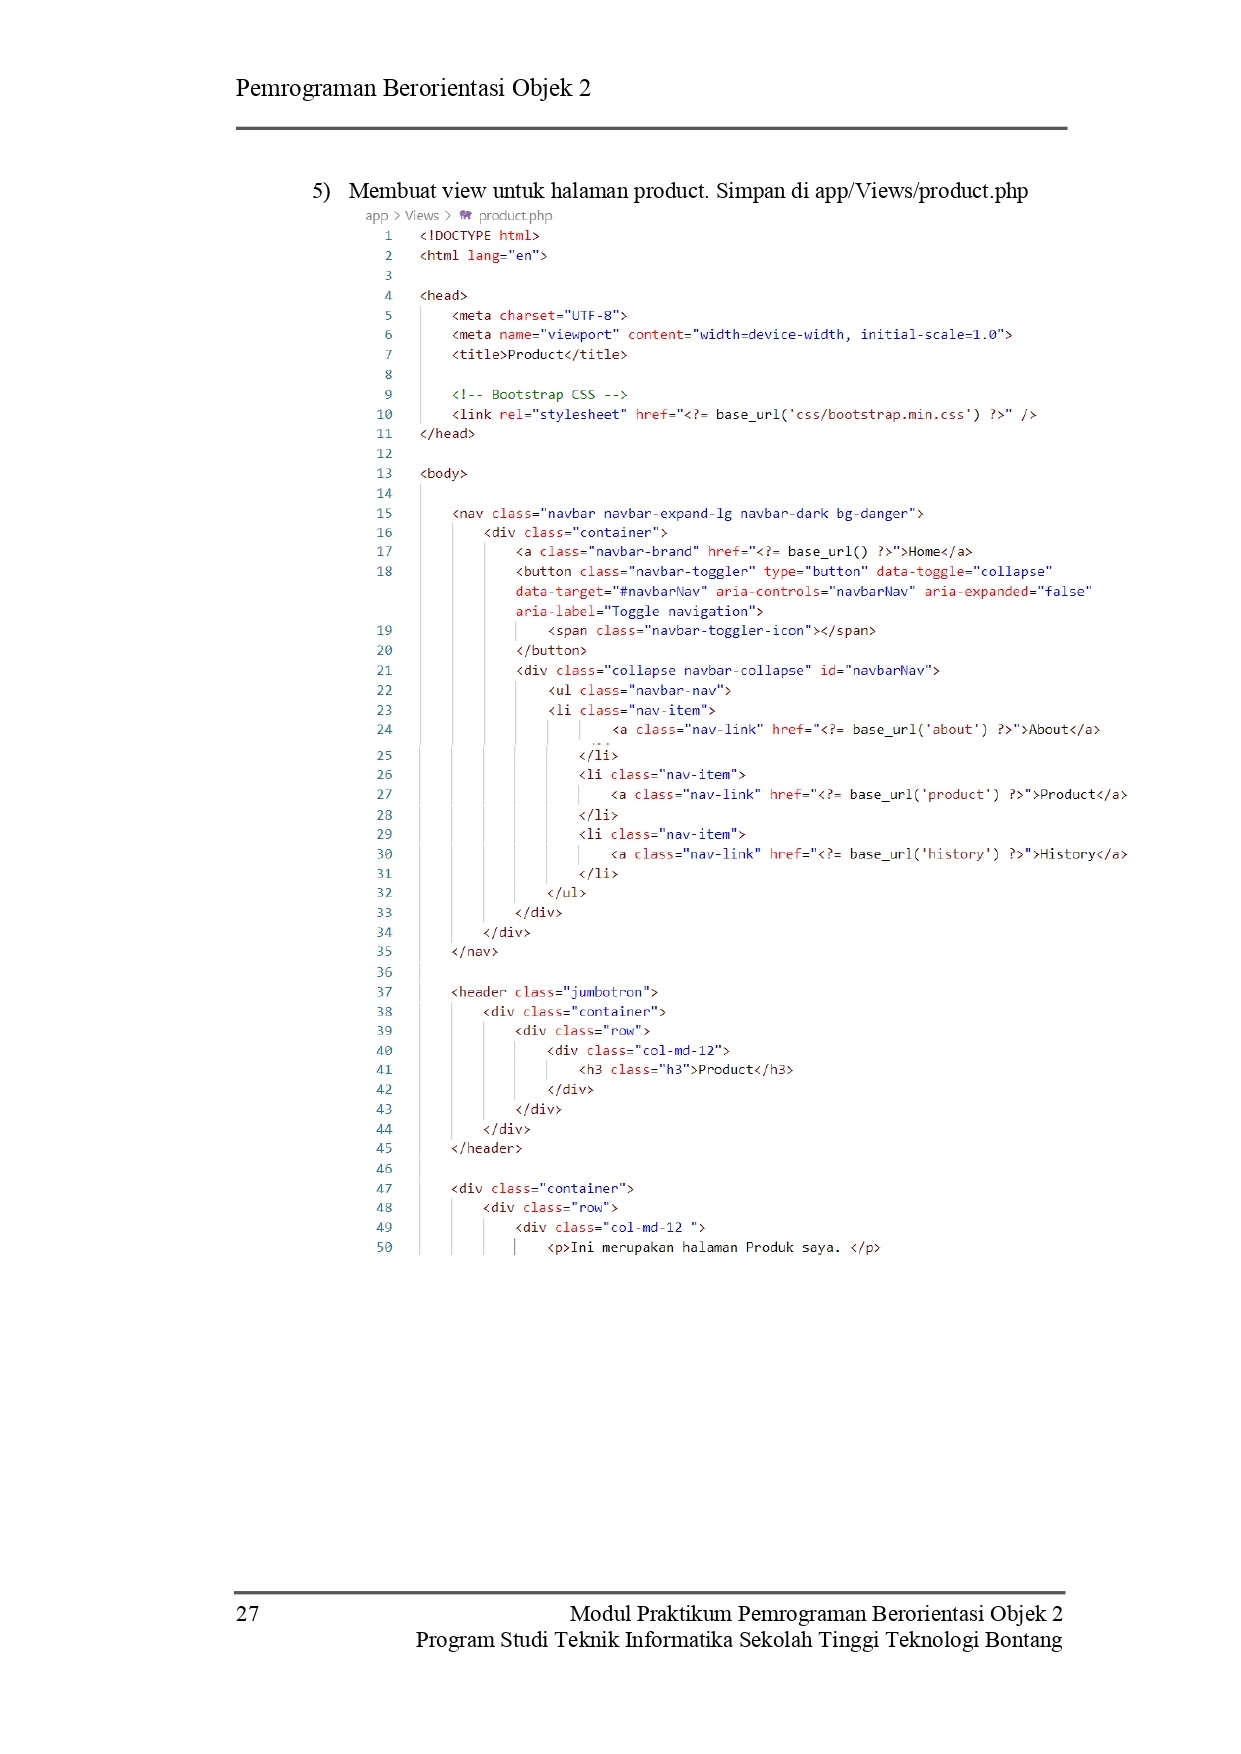 Pemrograman Berorientasi Objek 2
5) Membuat view untuk halaman product. Simpan di app/Views/product.php
app > Views > product.php
1 <!DOCTYPE html>
2 <html lang="en">
3
4 <head>
5 <meta charset="UTF-8">
6 <meta name="viewport" content="width=device-width, initial-scale=1.0">
7 <title>Product</title>
8
9 <!-- Bootstrap CSS -->
10 <link rel="stylesheet" href="<?= base_url('css/bootstrap.min.css') ?>" />
11 </head>
12
13 <body>
14
15 <nav class="navbar navbar-expand-lg navbar-dark bg-danger">
16 <div class="container">
17 <a class="navbar-brand" href="<?= base_url() ?>">Home</a>
18 <button class="navbar-toggler" type="button" data-toggle="collapse"
data-target="#navbarNav" aria-controls="navbarNav" aria-expanded="false"
aria-label="Toggle navigation">
19 <span class="navbar-toggler-icon"></span>
20 </button>
21 <div class="collapse navbar-collapse" id="navbarNav">
22 <ul class="navbar-nav">
23 <li class="nav-item">
24 <a class="nav-link" href="<?= base_url('about') ?>">About</a>
25 </li>
26 <li class="nav-item">
27 <a class="nav-link" href="<?= base_url('product') ?>">Product</a>
28 </li>
29 <li class="nav-item">
30 <a class="nav-link" href="<?= base_url('history') ?>">History</a>
31 </li>
32 </ul>
33 </div>
34 </div>
35 </nav>
36
37 <header class="jumbotron">
38 <div class="container">
39 <div class="row">
40 <div class="col-md-12">
41 <h3 class="h3">Product</h3>
42 </div>
43 </div>
44 </div>
45 </header>
46
47 <div class="container">
48 <div class="row">
49 <div class="col-md-12 ">
50 <p>Ini merupakan halaman Produk saya. </p>
27 Modul Praktikum Pemrograman Berorientasi Objek 2
Program Studi Teknik Informatika Sekolah Tinggi Teknologi Bontang